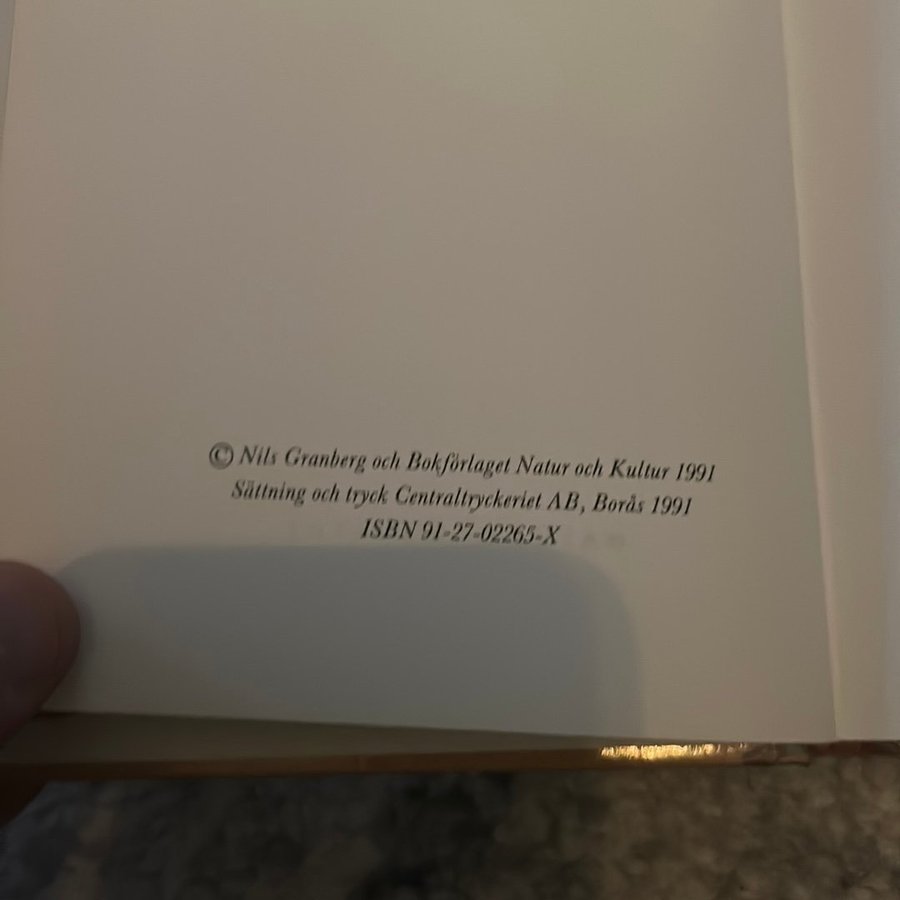 © Nils Granberg och Bokförlaget Natur och Kultur 1991
Sättning och tryck Centraltryckeriet AB, Borås 1991
ISBN 91-27-02265-X